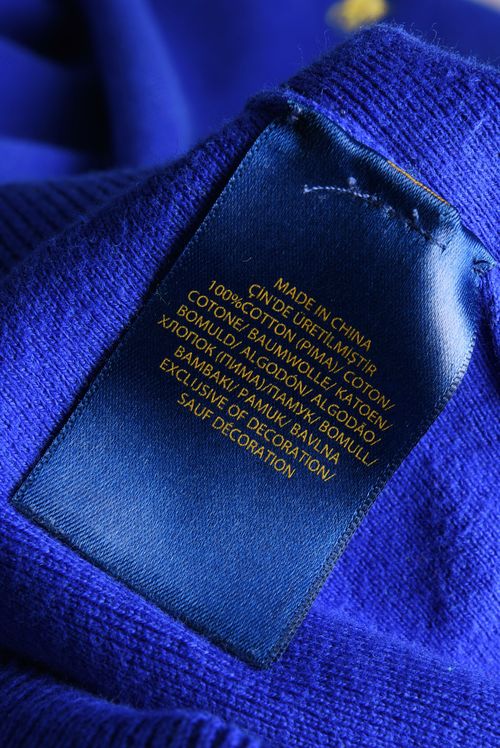 MADE IN CHINA
ÇİN'DE ÜRETİLMİŞTİR
100%COTTON (PIMA)/ COTON/
COTONE/ BAUMWOLLE/ KATOEN/
BOMULD/ ALGODÓN/ ALGODÃO/
ХЛОПОК (ПИМА)/ПАМУК/ BOMULL/
BAMBAKI/ PAMUK/ BAVLNA
EXCLUSIVE OF DECORATION/
SAUF DÉCORATION